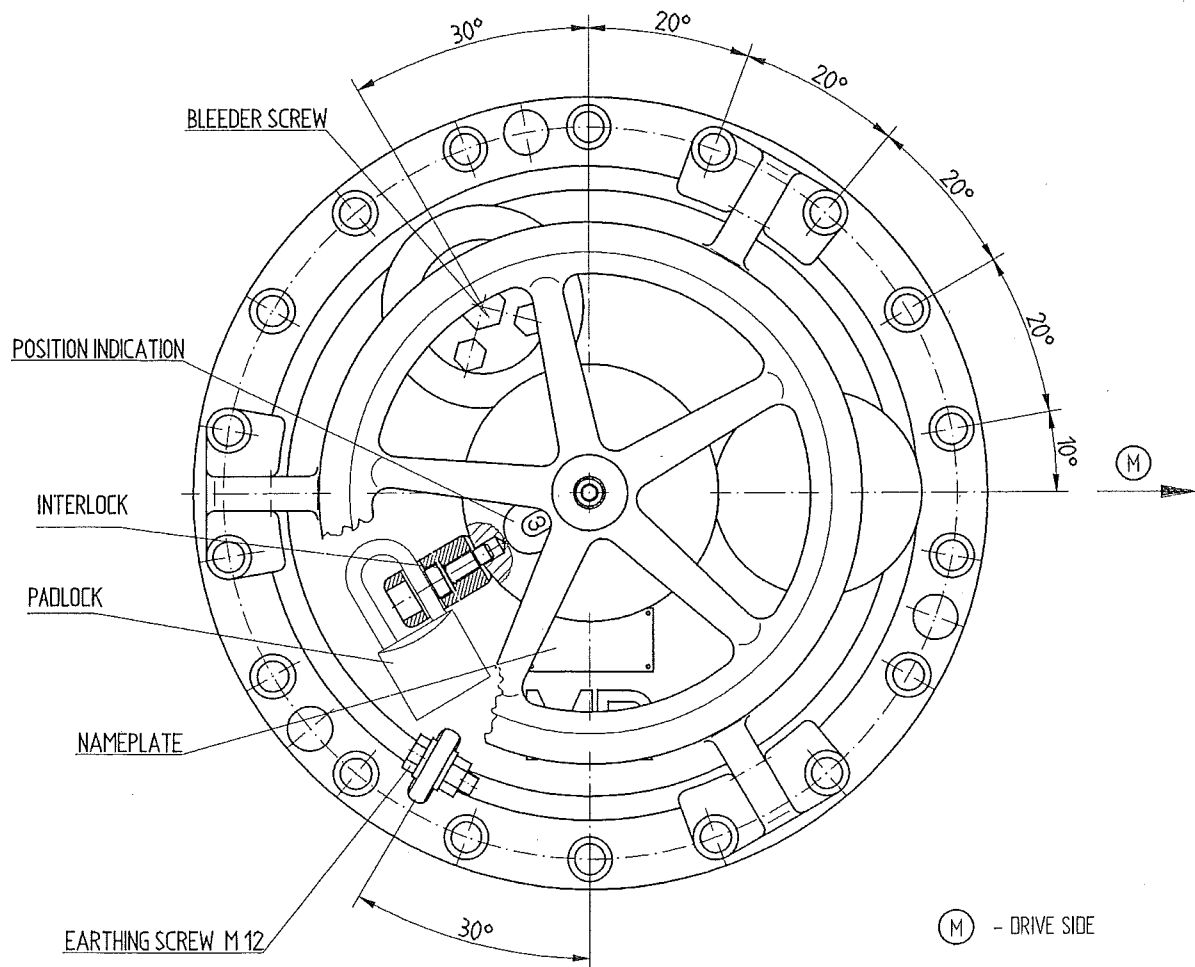 30°
20°
20°
BLEEDER SCREW
20°
20°
POSITION INDICATION
10°
M
INTERLOCK
3
PADLOCK
NAMEPLATE
30°
EARTHING SCREW M 12
M - DRIVE SIDE